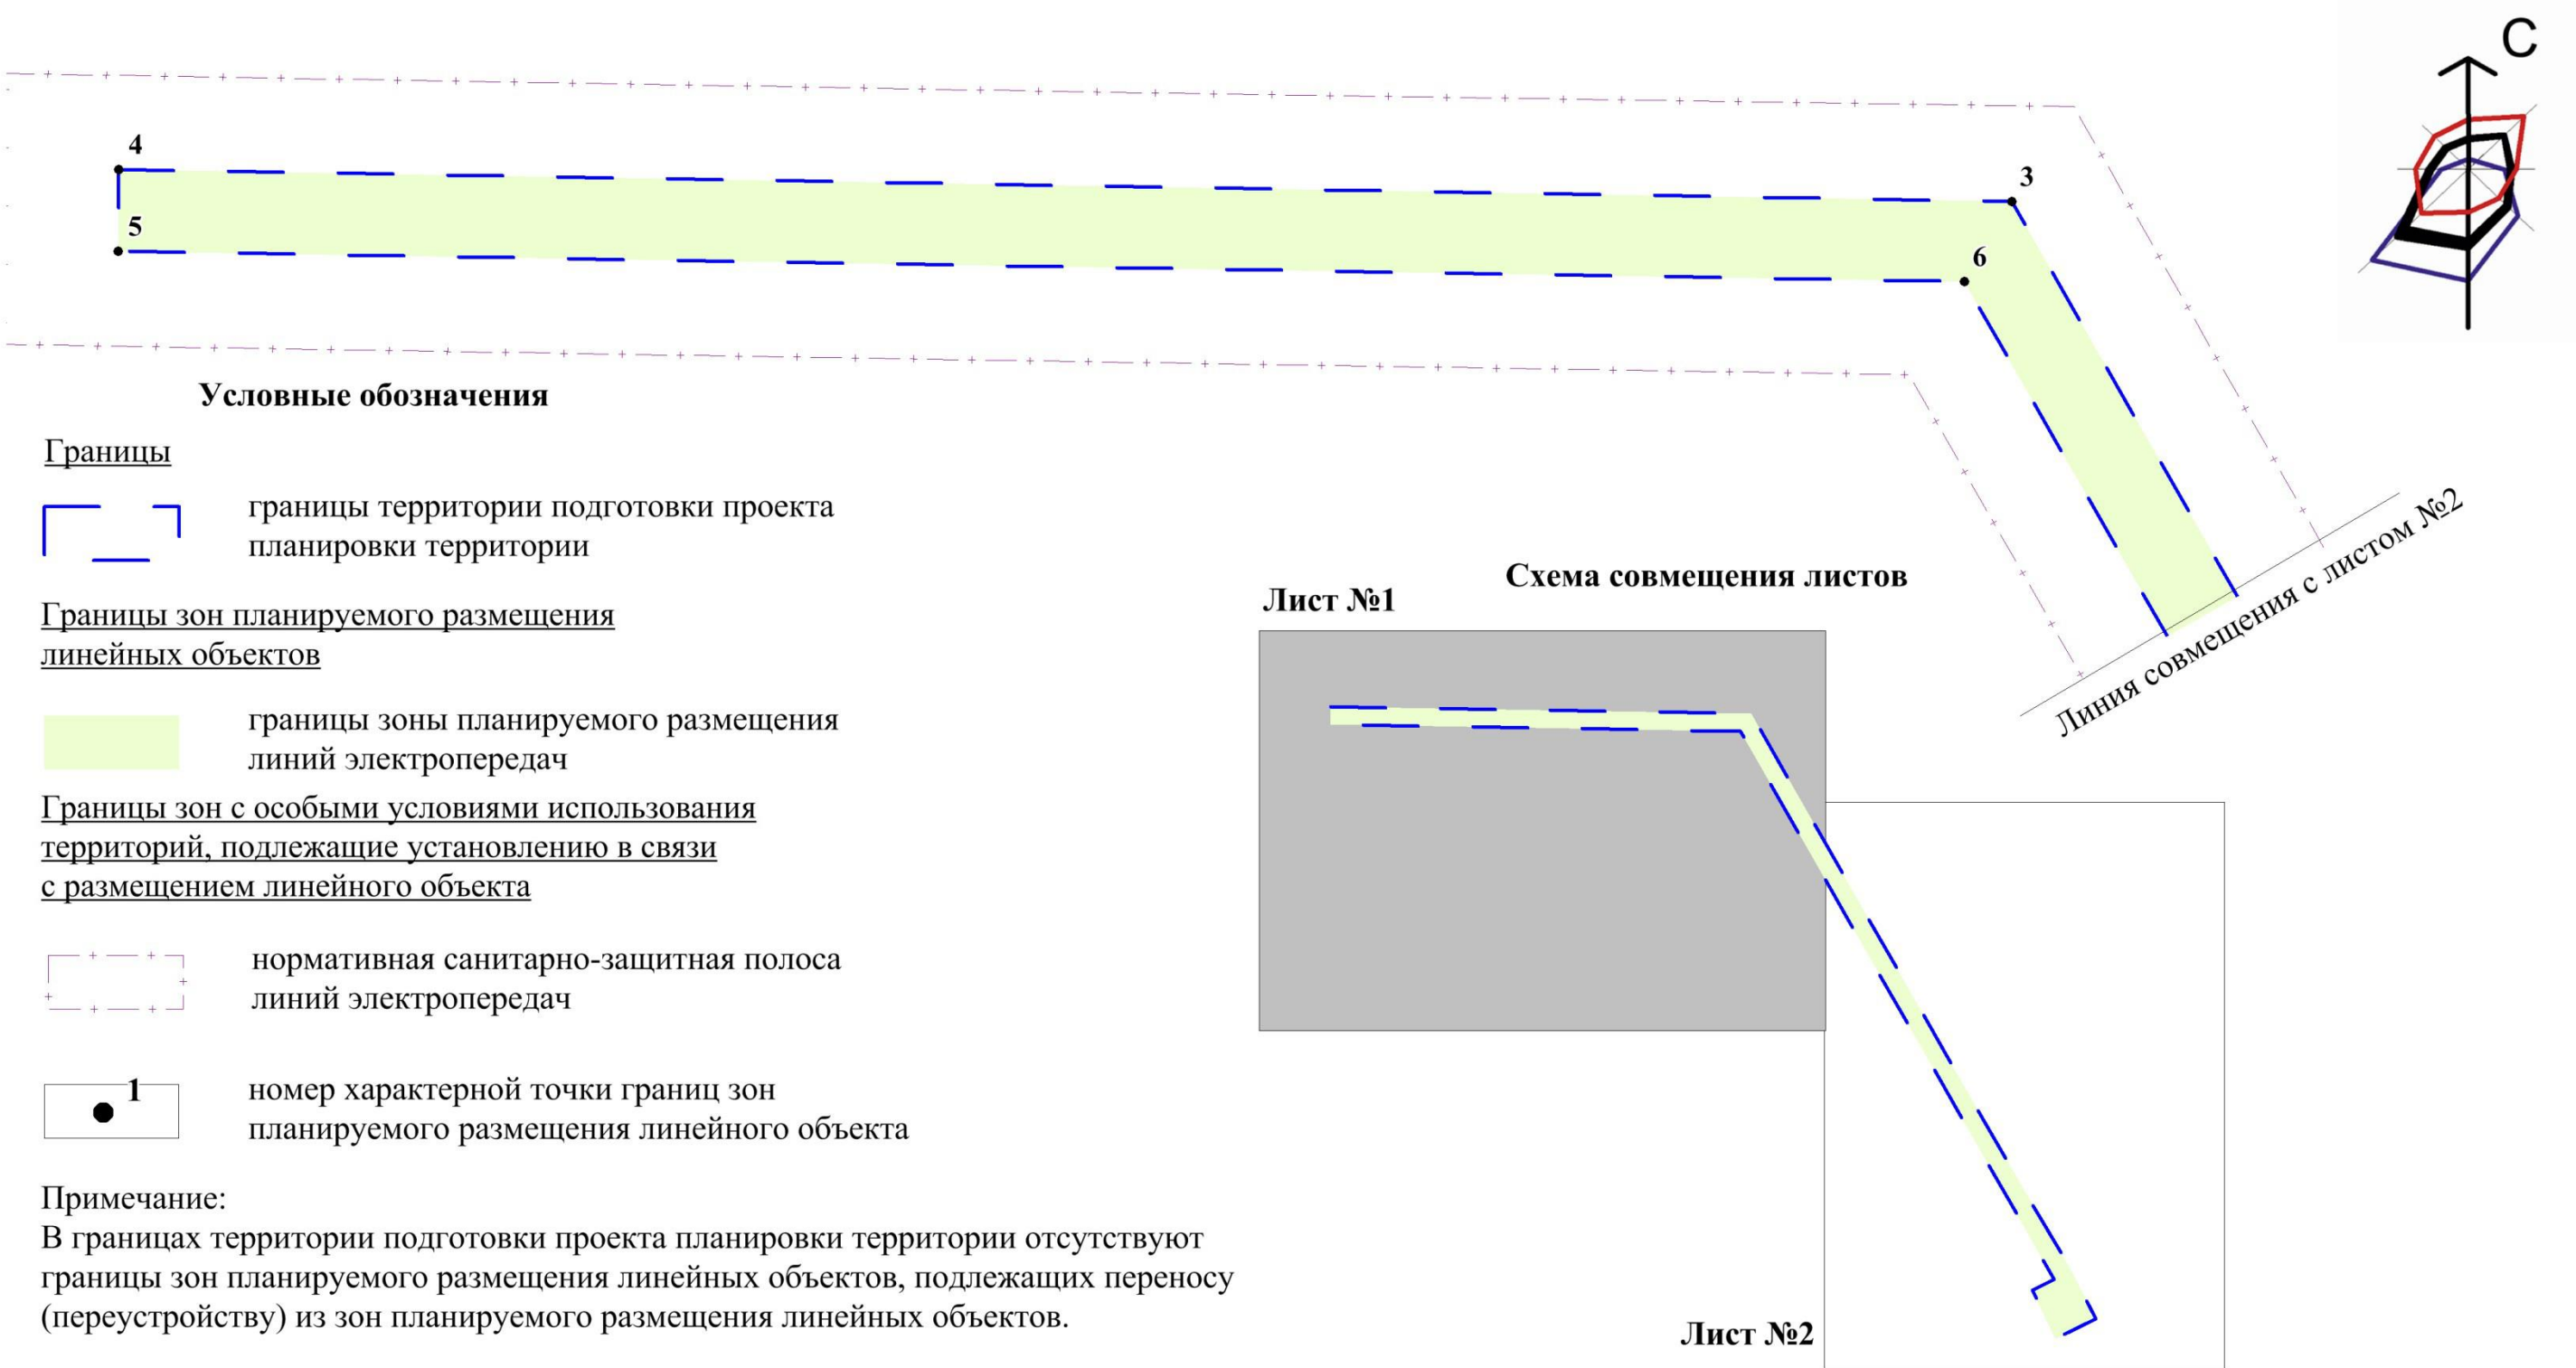 С
4
3
5
6
Условные обозначения
Границы
границы территории подготовки проекта
планировки территории
Границы зон планируемого размещения
линейных объектов
границы зоны планируемого размещения
линий электропередач
Границы зон с особыми условиями использования
территорий, подлежащие установлению в связи
с размещением линейного объекта
нормативная санитарно-защитная полоса
линий электропередач
1
номер характерной точки границ зон
планируемого размещения линейного объекта
Примечание:
В границах территории подготовки проекта планировки территории отсутствуют
границы зон планируемого размещения линейных объектов, подлежащих переносу
(переустройству) из зон планируемого размещения линейных объектов.
Линия совмещения с листом №2
Схема совмещения листов
Лист №1
Лист №2